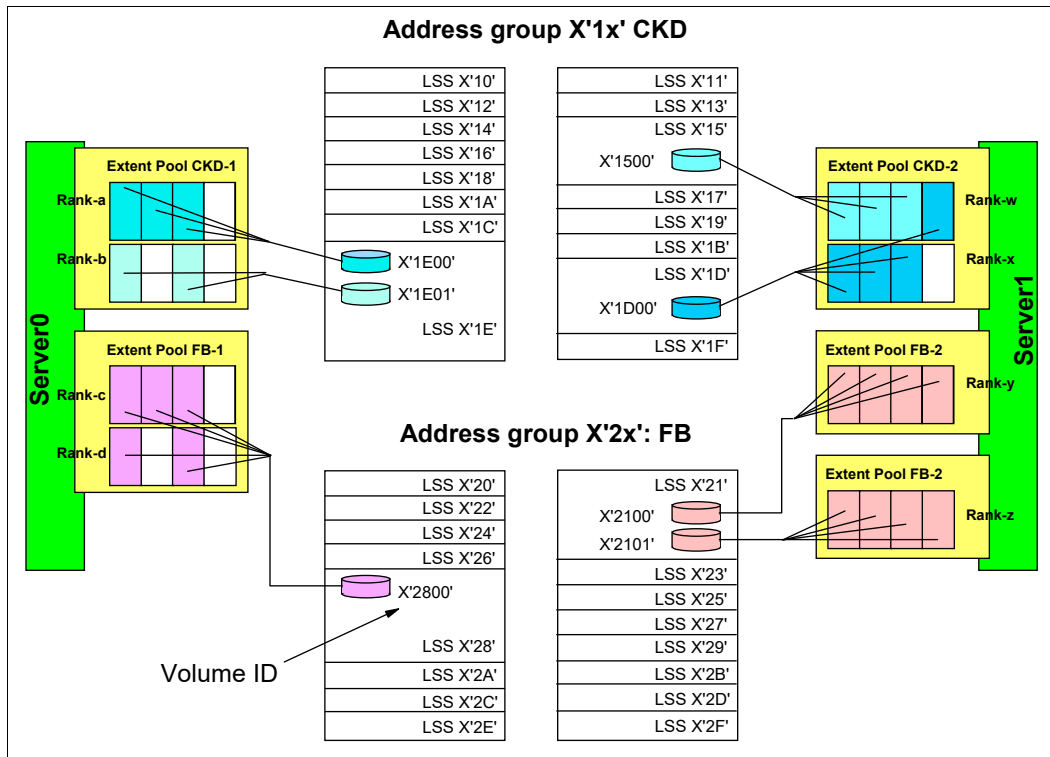 Address group X'1x' CKD
LSS X'10'
LSS X'12'
LSS X'14'
LSS X'16'
LSS X'18'
LSS X'1A'
LSS X'1C'
X'1E00'
X'1E01'
LSS X'1E'
LSS X'11'
LSS X'13'
LSS X'15'
X'1500'
LSS X'17'
LSS X'19'
LSS X'1B'
LSS X'1D'
X'1D00'
LSS X'1F'
Server0
Extent Pool CKD-1
Rank-a
Rank-b
Extent Pool FB-1
Rank-c
Rank-d
Server1
Extent Pool CKD-2
Rank-w
Rank-x
Extent Pool FB-2
Rank-y
Extent Pool FB-2
Rank-z
Address group X'2x': FB
LSS X'20'
LSS X'22'
LSS X'24'
LSS X'26'
X'2800'
LSS X'28'
LSS X'2A'
LSS X'2C'
LSS X'2E'
Volume ID
LSS X'21'
X'2100'
X'2101'
LSS X'23'
LSS X'25'
LSS X'27'
LSS X'29'
LSS X'2B'
LSS X'2D'
LSS X'2F'